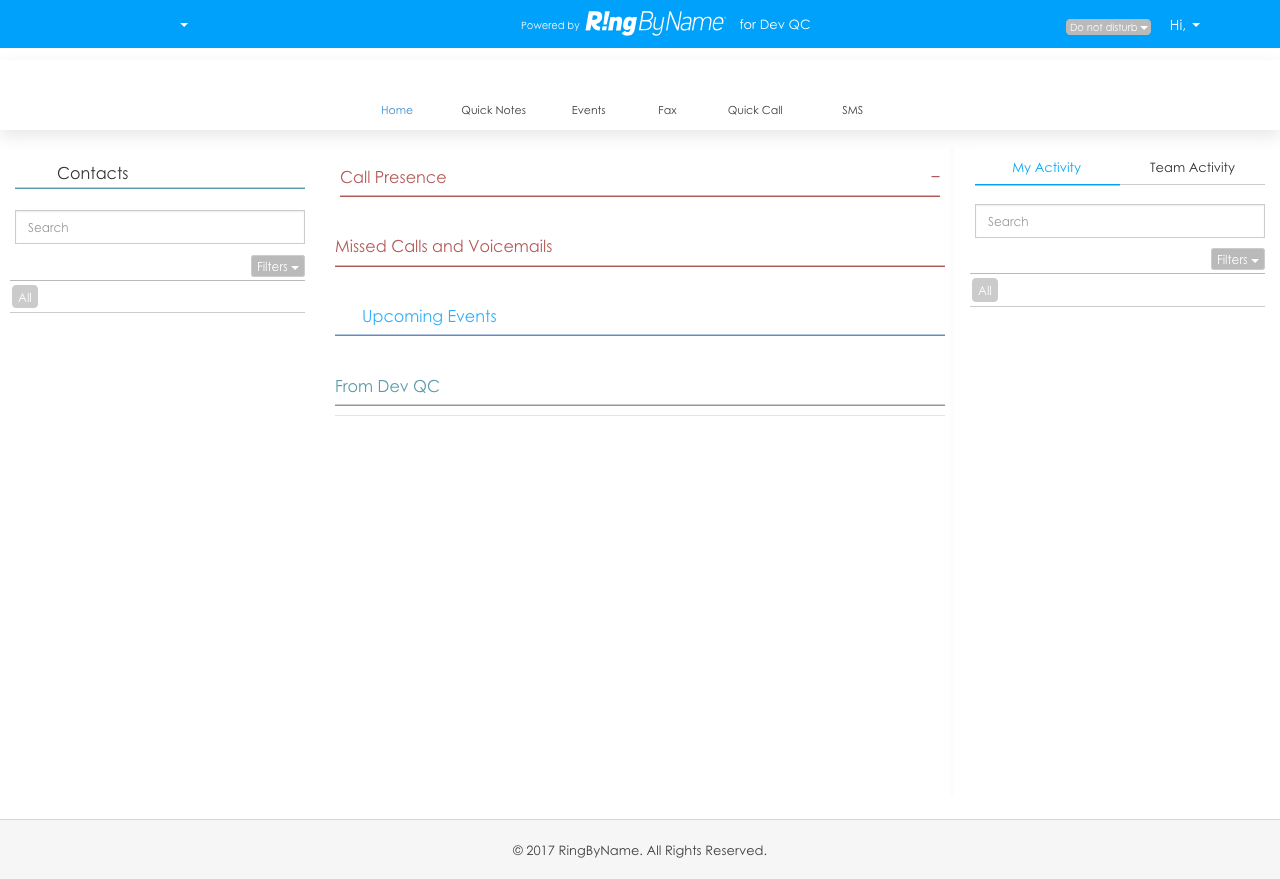 Powered by R!ng ByName for Dev QC
Do not disturb
Hi,
Home
Quick Notes
Events
Fax
Quick Call
SMS
Contacts
Search
Filters
All
Call Presence
–
Missed Calls and Voicemails
Upcoming Events
From Dev QC
My Activity
Team Activity
Search
Filters
All
© 2017 RingByName. All Rights Reserved.